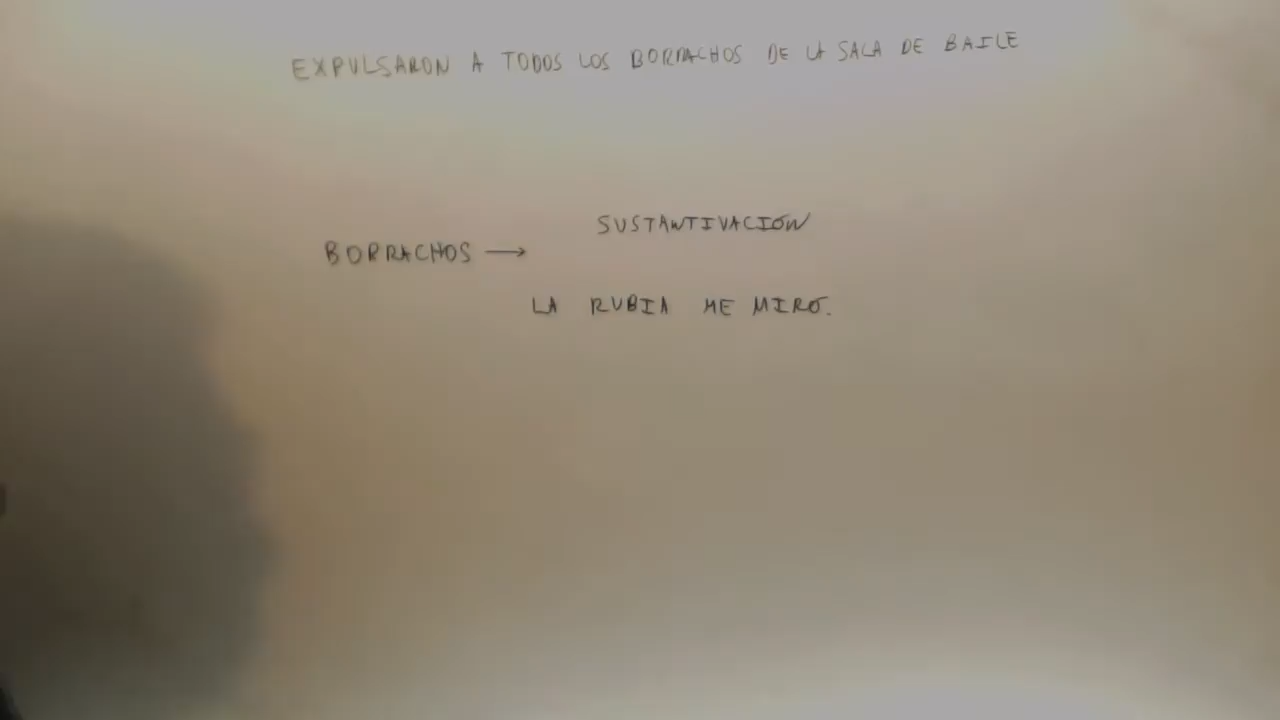 EXPULSARON A TODOS LOS BORRACHOS DE LA SALA DE BAILE
SUSTANTIVACIÓN
BORRACHOS →
LA RUBIA ME MIRÓ.